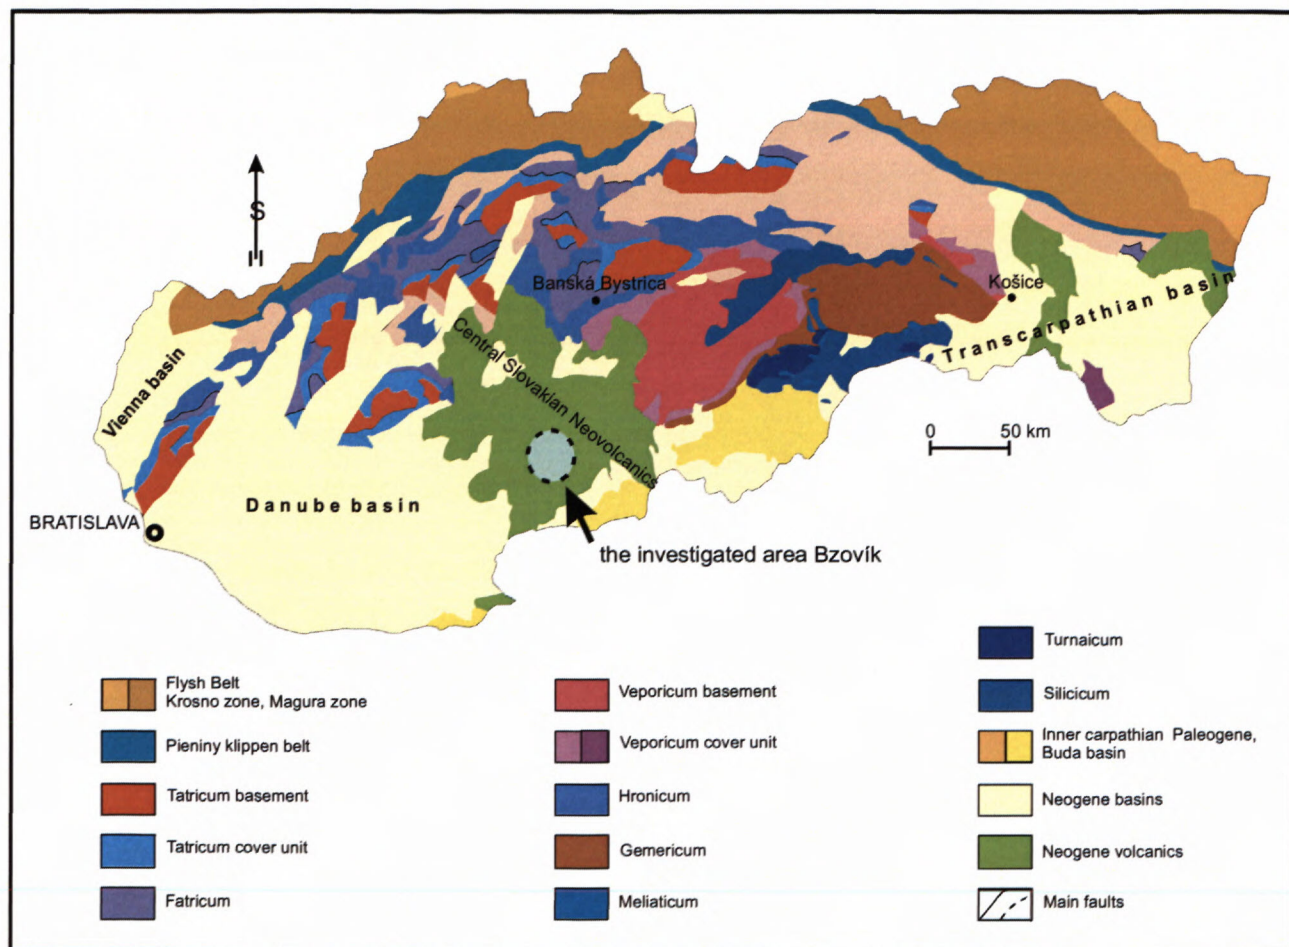 S
Banská Bystrica
Košice
Transcarpathian basin
Central Slovakian Neovolcanics
Vienna basin
0 50 km
Danube basin
BRATISLAVA
the investigated area Bzovík
Flysh Belt
Krosno zone, Magura zone
Pieniny klippen belt
Tatricum basement
Tatricum cover unit
Fatricum
Veporicum basement
Veporicum cover unit
Hronicum
Gemericum
Meliaticum
Turnaicum
Silicicum
Inner carpathian Paleogene,
Buda basin
Neogene basins
Neogene volcanics
Main faults